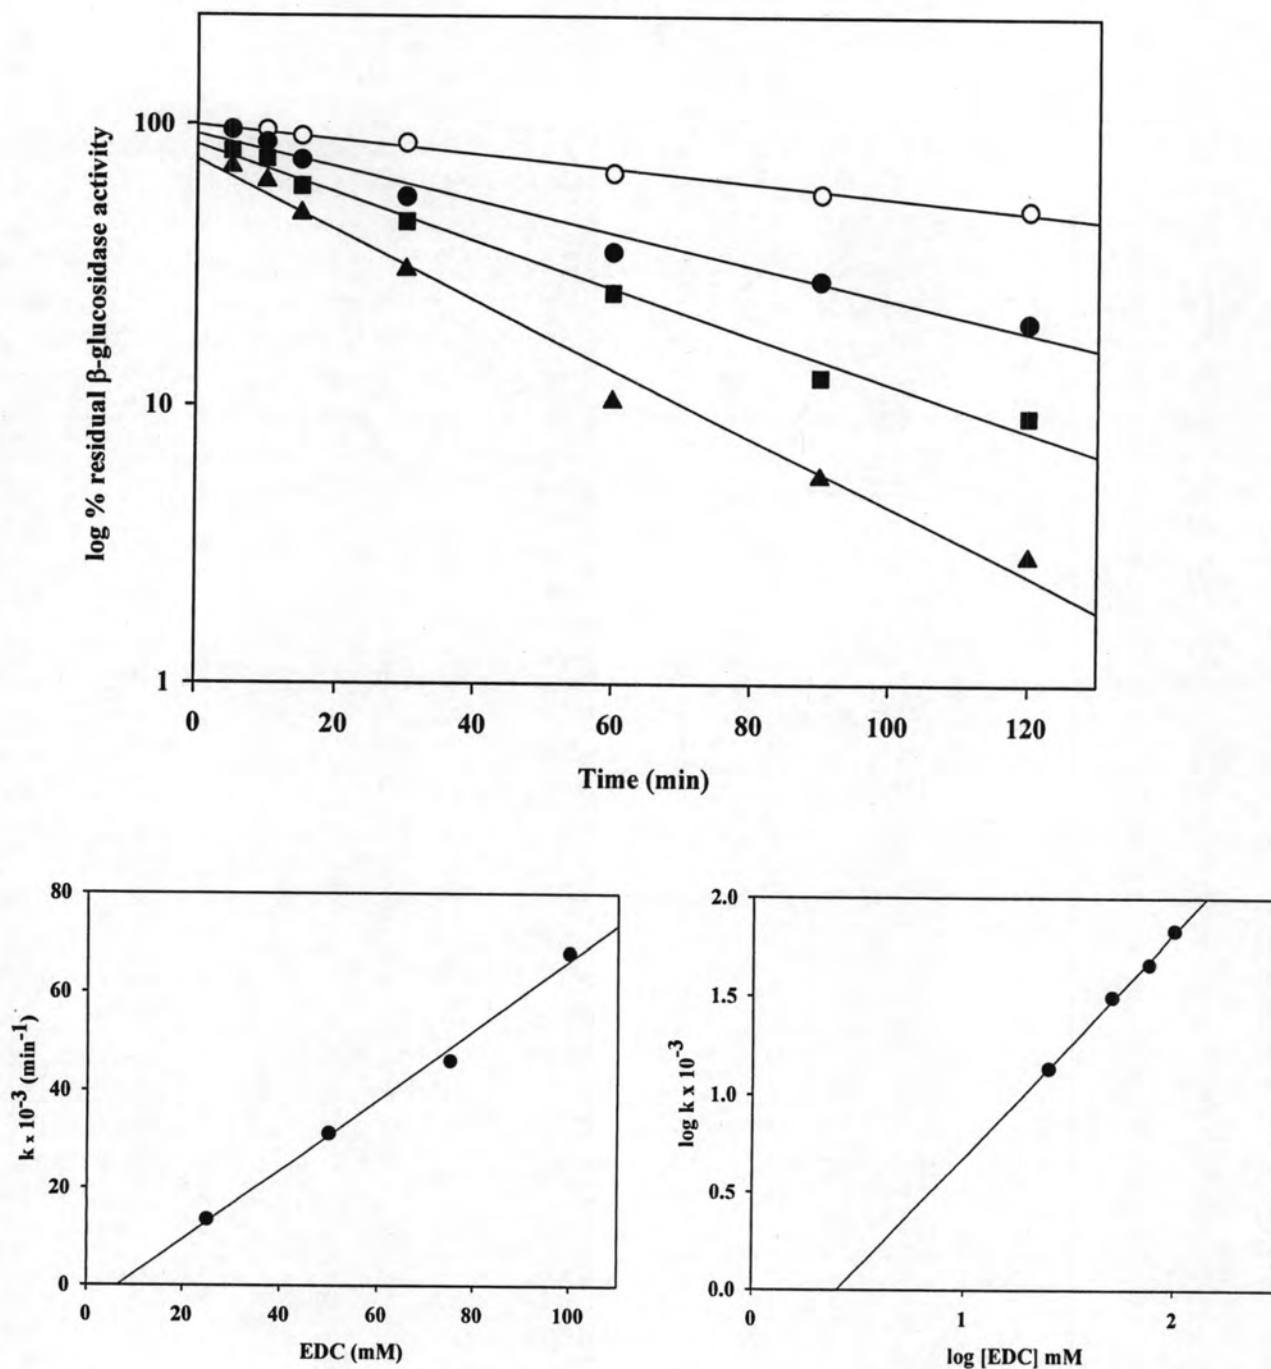 log % residual β-glucosidase activity
100
10
1
0 20 40 60 80 100 120
Time (min)
k x 10⁻³ (min⁻¹)
80
60
40
20
0
0 20 40 60 80 100
EDC (mM)
log k x 10⁻³
2.0
1.5
1.0
0.5
0.0
0 1 2
log [EDC] mM